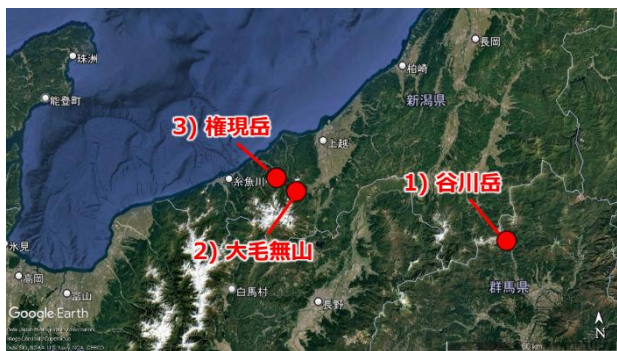 珠洲
長岡
能登町
柏崎
新潟県
3) 権現岳
上越
糸魚川
1) 谷川岳
2) 大毛無山
氷見
高岡
富山
白馬村
長野
群馬県
Google Earth
N